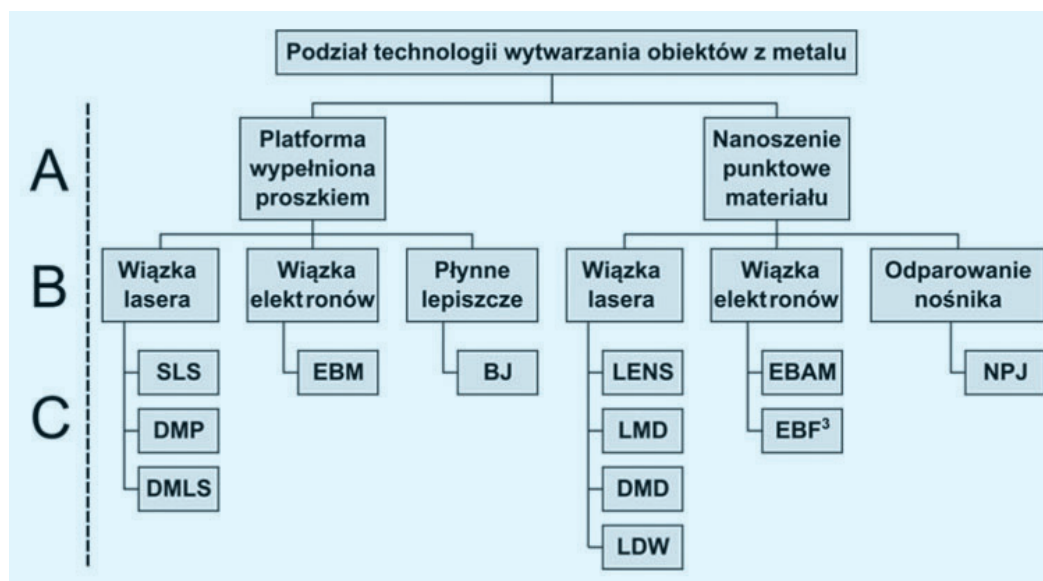 Podział technologii wytwarzania obiektów z metalu
A
Platforma
wypełniona
proszkiem
Nanoszenie
punktowe
materiału
B
Wiązka
lasera
Wiązka
elektronów
Płynne
lepiszcze
Wiązka
lasera
Wiązka
elektronów
Odparowanie
nośnika
C
SLS
DMP
DMLS
EBM
BJ
LENS
LMD
DMD
LDW
EBAM
EBF³
NPJ